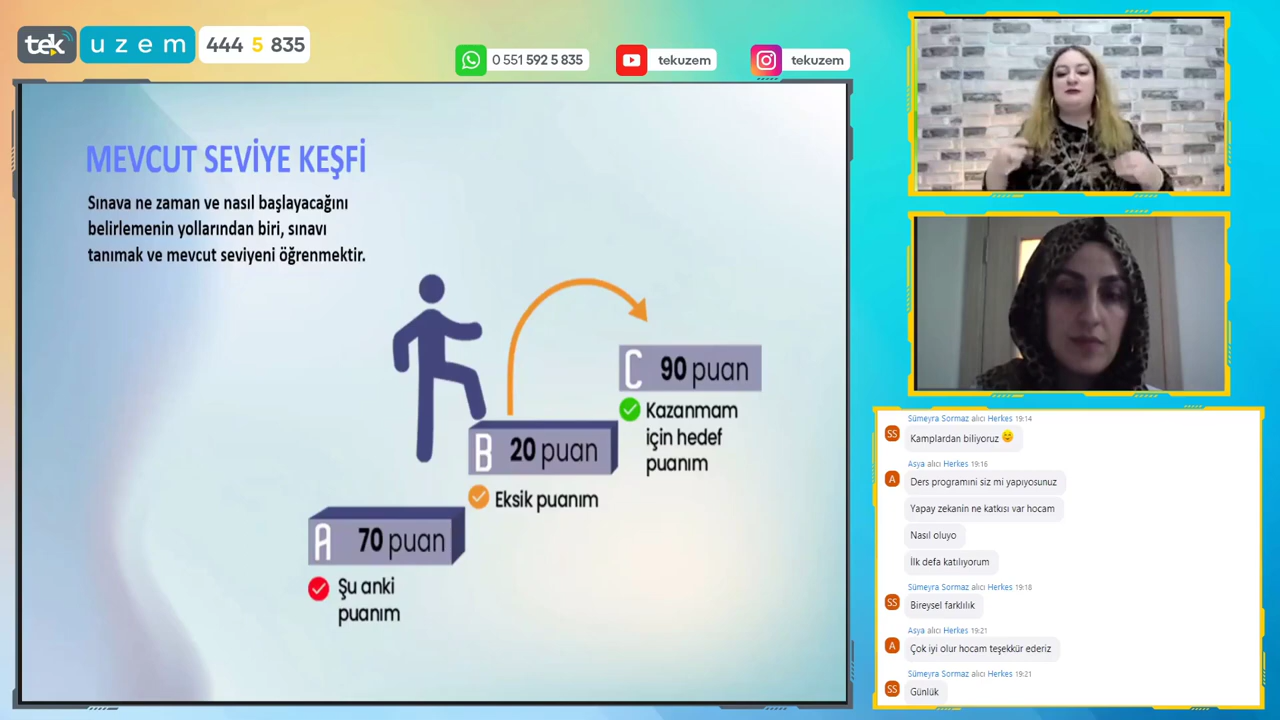 tek
uzem
444 5 835
0 551 592 5 835
tekuzem
tekuzem
MEVCUT SEVİYE KEŞFİ
Sınava ne zaman ve nasıl başlayacağını
belirlemenin yollarından biri, sınavı
tanımak ve mevcut seviyeni öğrenmektir.
C 90 puan
Kazanmam
için hedef
puanım
B 20 puan
Eksik puanım
A 70 puan
Şu anki
puanım
Sümeyra Sormaz alıcı Herkes 19:14
SS
Kamplardan biliyoruz
Asya alıcı Herkes 19:16
A
Ders programıni siz mi yapıyosunuz
Yapay zekanin ne katkısı var hocam
Nasıl oluyo
İlk defa katılıyorum
Sümeyra Sormaz alıcı Herkes 19:18
SS
Bireysel farklılık
Asya alıcı Herkes 19:21
A
Çok iyi olur hocam teşekkür ederiz
Sümeyra Sormaz alıcı Herkes 19:21
SS
Günlük